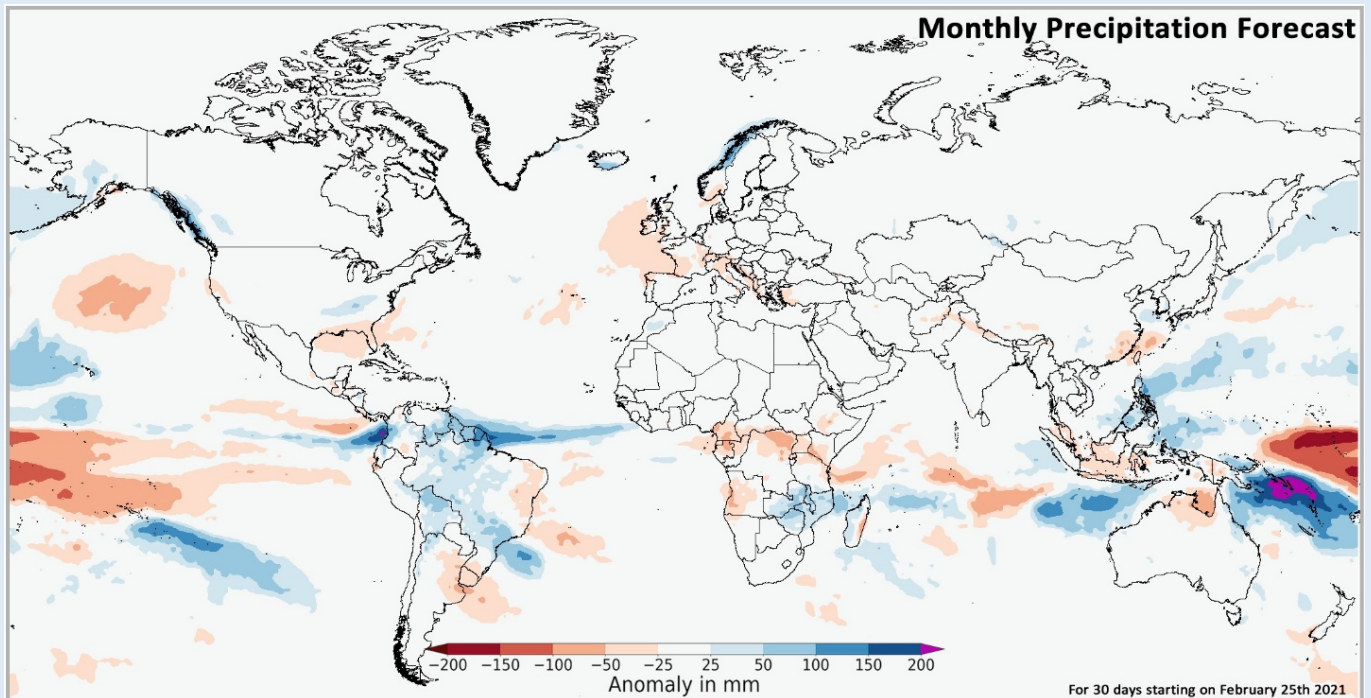 Monthly Precipitation Forecast
−200 −150 −100 −50 −25 25 50 100 150 200
Anomaly in mm
For 30 days starting on February 25th 2021